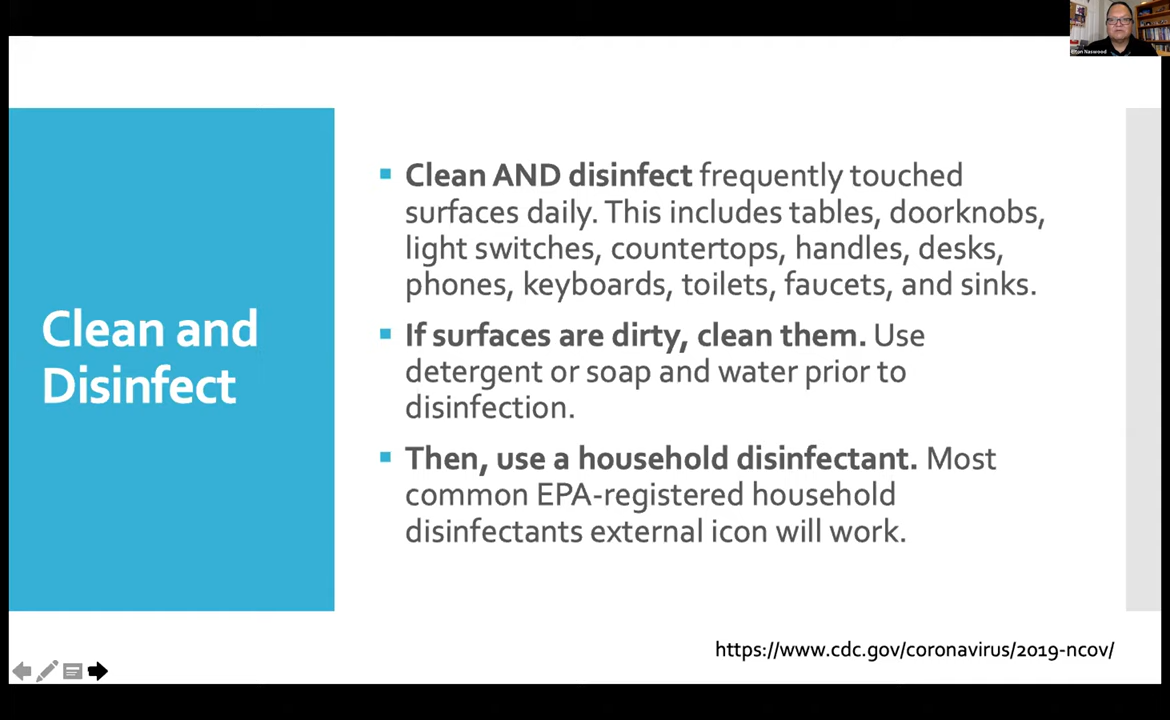 Elton Naswood
Clean and
Disinfect
Clean AND disinfect frequently touched
surfaces daily. This includes tables, doorknobs,
light switches, countertops, handles, desks,
phones, keyboards, toilets, faucets, and sinks.
If surfaces are dirty, clean them. Use
detergent or soap and water prior to
disinfection.
Then, use a household disinfectant. Most
common EPA-registered household
disinfectants external icon will work.
https://www.cdc.gov/coronavirus/2019-ncov/